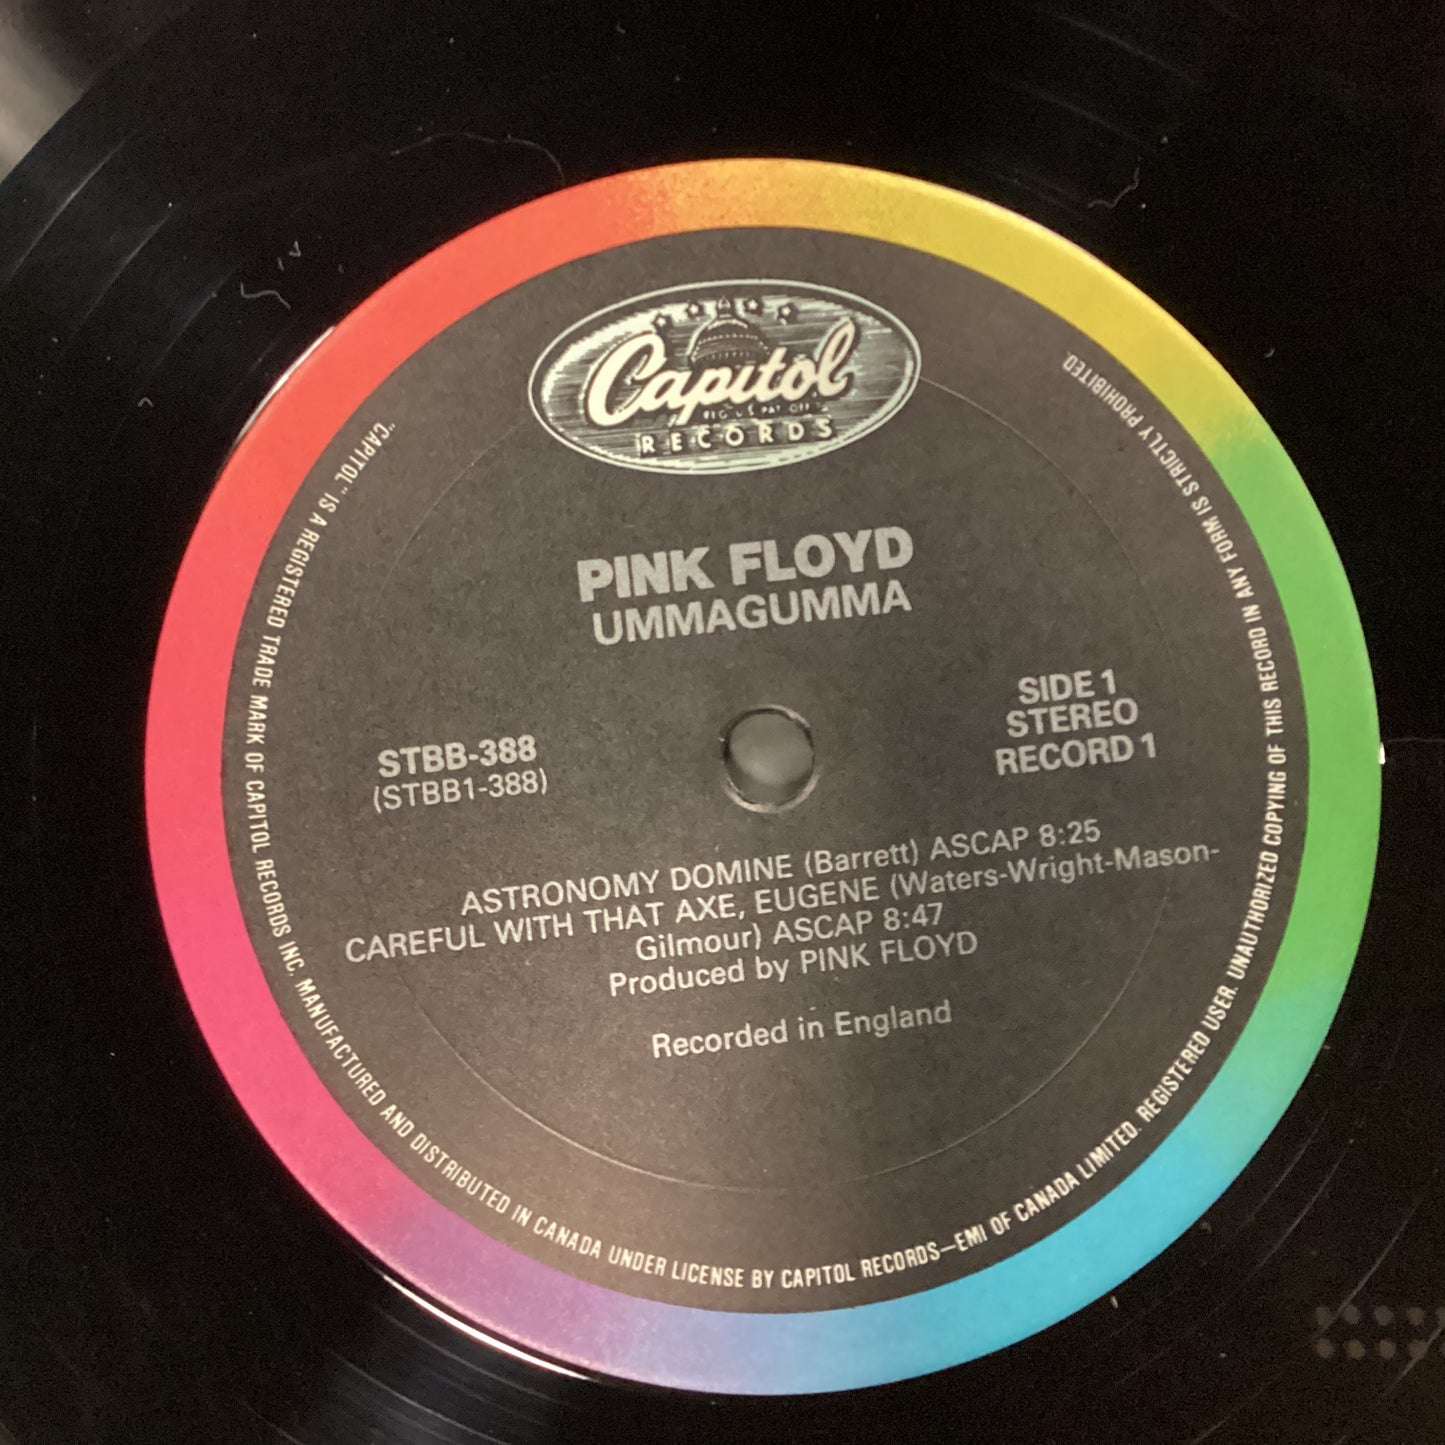 Capitol
REG. U.S. PAT. OFF.
RECORDS
PINK FLOYD
UMMAGUMMA
SIDE 1
STEREO
RECORD 1
STBB-388
(STBB1-388)
ASTRONOMY DOMINE (Barrett) ASCAP 8:25
CAREFUL WITH THAT AXE, EUGENE (Waters-Wright-Mason-
Gilmour) ASCAP 8:47
Produced by PINK FLOYD
Recorded in England
"CAPITOL" IS A REGISTERED TRADE MARK OF CAPITOL RECORDS INC. MANUFACTURED AND DISTRIBUTED IN CANADA UNDER LICENSE BY CAPITOL RECORDS—EMI OF CANADA LIMITED. REGISTERED USER. UNAUTHORIZED COPYING OF THIS RECORD IN ANY FORM IS STRICTLY PROHIBITED.